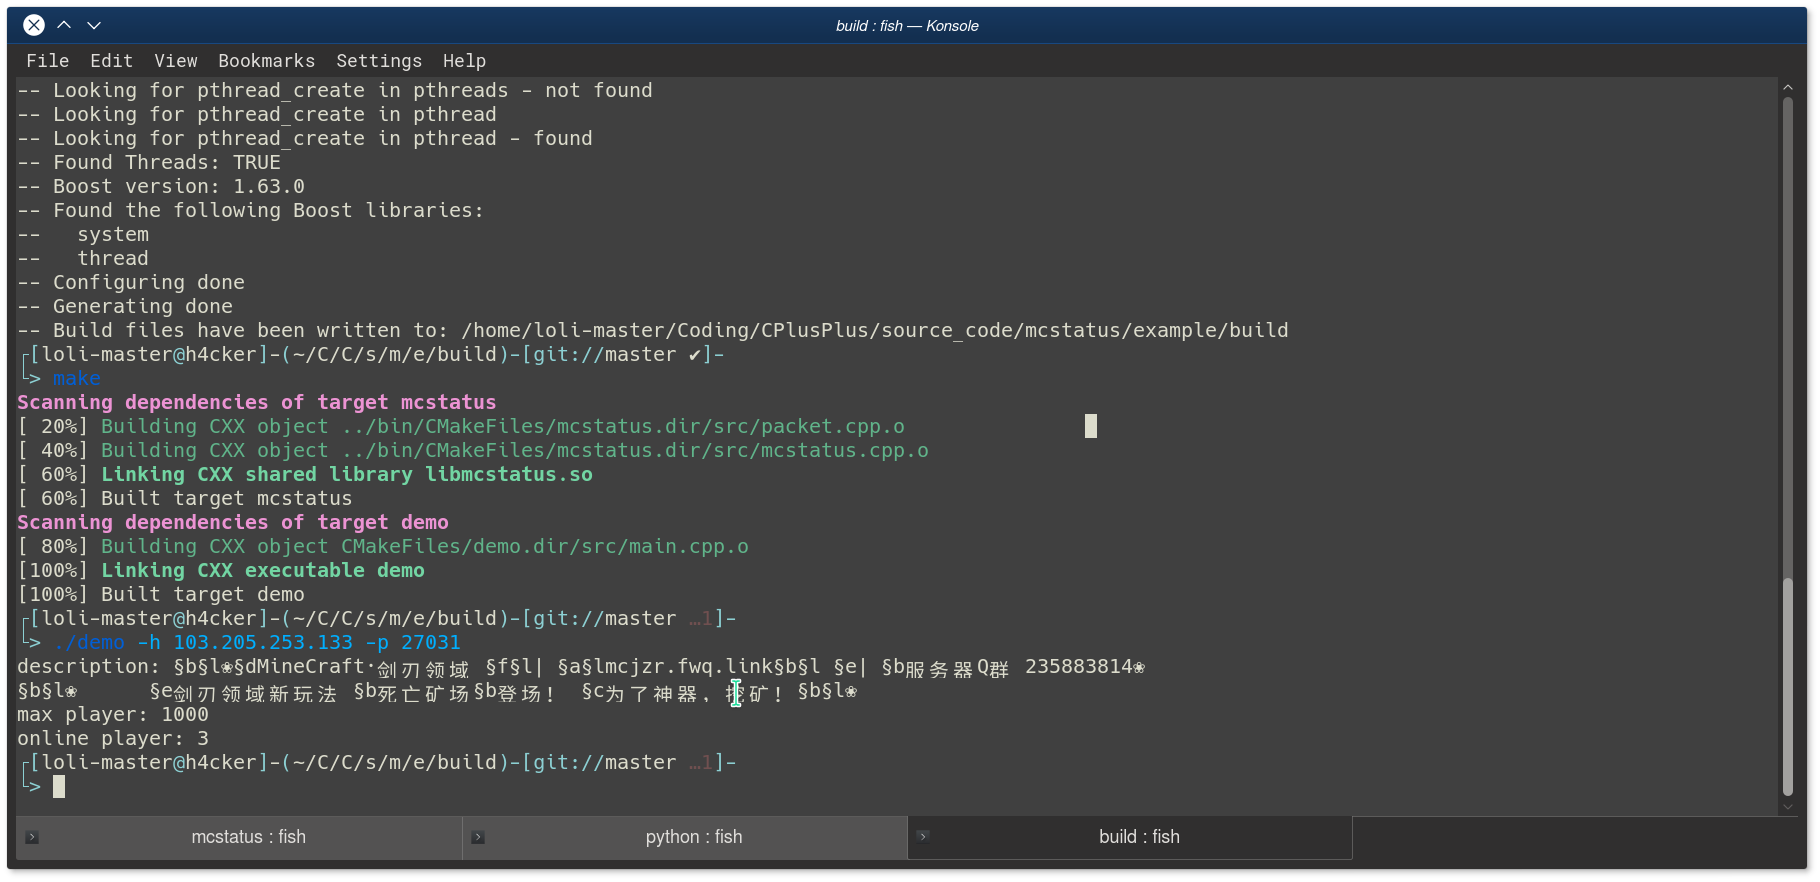 build : fish — Konsole
File Edit View Bookmarks Settings Help
-- Looking for pthread_create in pthreads - not found
-- Looking for pthread_create in pthread
-- Looking for pthread_create in pthread - found
-- Found Threads: TRUE
-- Boost version: 1.63.0
-- Found the following Boost libraries:
--   system
--   thread
-- Configuring done
-- Generating done
-- Build files have been written to: /home/loli-master/Coding/CPlusPlus/source_code/mcstatus/example/build
┌[loli-master@h4cker]-(~/C/C/s/m/e/build)-[git://master ✔]-
└> make
Scanning dependencies of target mcstatus
[ 20%] Building CXX object ../bin/CMakeFiles/mcstatus.dir/src/packet.cpp.o
[ 40%] Building CXX object ../bin/CMakeFiles/mcstatus.dir/src/mcstatus.cpp.o
[ 60%] Linking CXX shared library libmcstatus.so
[ 60%] Built target mcstatus
Scanning dependencies of target demo
[ 80%] Building CXX object CMakeFiles/demo.dir/src/main.cpp.o
[100%] Linking CXX executable demo
[100%] Built target demo
┌[loli-master@h4cker]-(~/C/C/s/m/e/build)-[git://master …1]-
└> ./demo -h 103.205.253.133 -p 27031
description: §b§l❀§dMineCraft·剑刃领域 §f§l| §a§lmcjzr.fwq.link§b§l §e| §b服务器Q群 235883814❀
§b§l❀      §e剑刃领域新玩法 §b死亡矿场§b登场! §c为了神器, 挖矿! §b§l❀
max player: 1000
online player: 3
┌[loli-master@h4cker]-(~/C/C/s/m/e/build)-[git://master …1]-
└>
mcstatus : fish
python : fish
build : fish